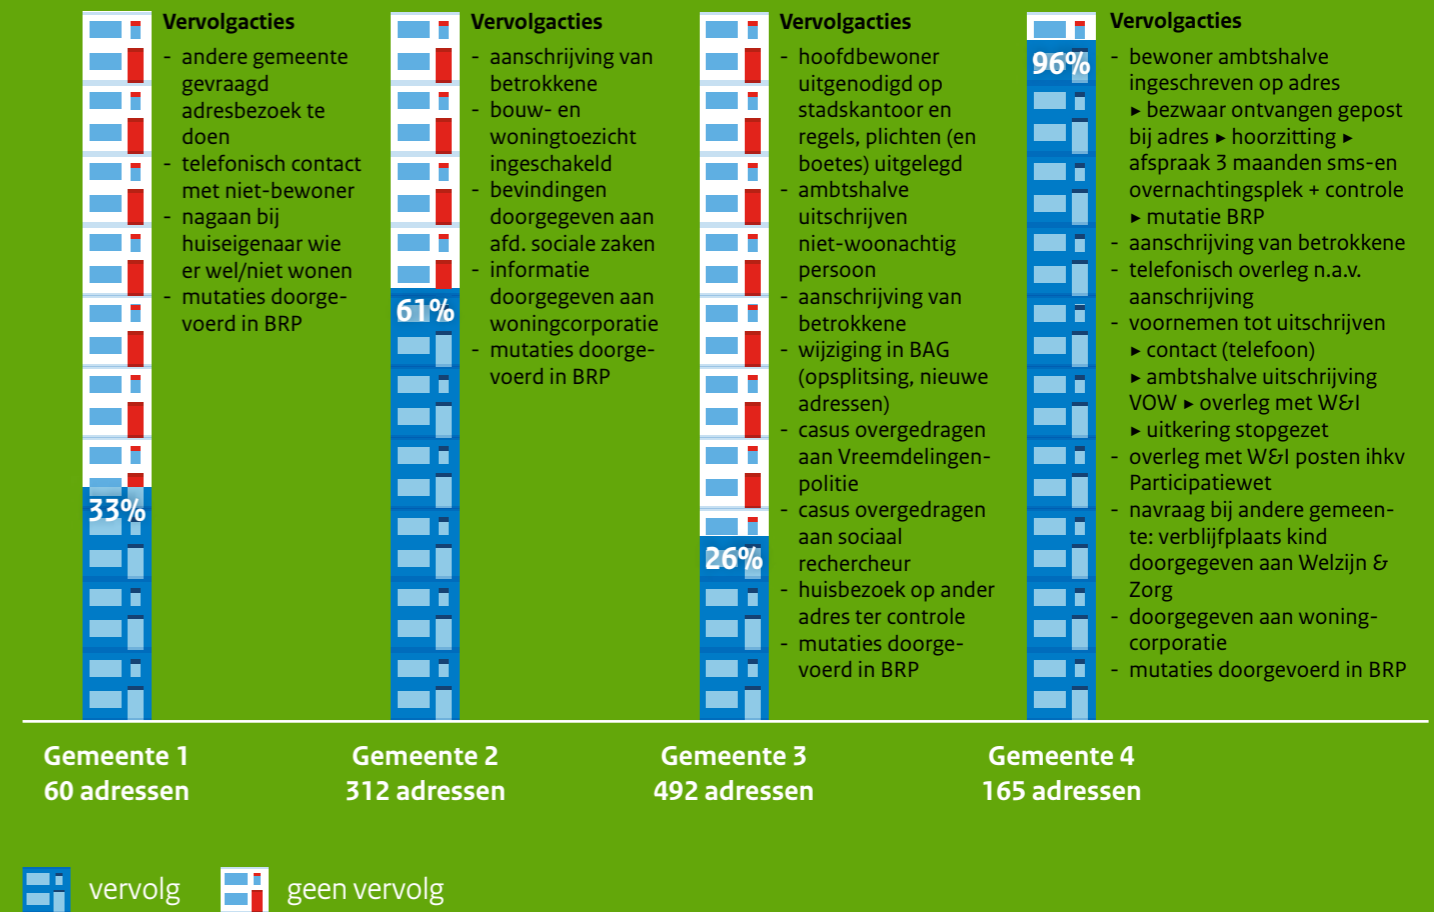 Vervolgacties
- andere gemeente
gevraagd
adresbezoek te
doen
- telefonisch contact
met niet-bewoner
- nagaan bij
huiseigenaar wie
er wel/niet wonen
- mutaties doorge-
voerd in BRP
33%
Gemeente 1
60 adressen
Vervolgacties
- aanschrijving van
betrokkene
- bouw- en
woningtoezicht
ingeschakeld
- bevindingen
doorgegeven aan
afd. sociale zaken
- informatie
doorgegeven aan
woningcorporatie
- mutaties doorge-
voerd in BRP
61%
Gemeente 2
312 adressen
Vervolgacties
- hoofdbewoner
uitgenodigd op
stadskantoor en
regels, plichten (en
boetes) uitgelegd
- ambtshalve
uitschrijven
niet-woonachtig
persoon
- aanschrijving van
betrokkene
- wijziging in BAG
(opsplitsing, nieuwe
adressen)
- casus overgedragen
aan Vreemdelingen-
politie
- casus overgedragen
aan sociaal
rechercheur
- huisbezoek op ander
adres ter controle
- mutaties doorge-
voerd in BRP
26%
Gemeente 3
492 adressen
Vervolgacties
- bewoner ambtshalve
ingeschreven op adres
▸ bezwaar ontvangen gepost
bij adres ▸ hoorzitting ▸
afspraak 3 maanden sms-en
overnachtingsplek + controle
▸ mutatie BRP
- aanschrijving van betrokkene
- telefonisch overleg n.a.v.
aanschrijving
- voornemen tot uitschrijven
▸ contact (telefoon)
▸ ambtshalve uitschrijving
VOW ▸ overleg met W&I
▸ uitkering stopgezet
- overleg met W&I posten ihkv
Participatiewet
- navraag bij andere gemeen-
te: verblijfplaats kind
doorgegeven aan Welzijn &
Zorg
- doorgegeven aan woning-
corporatie
- mutaties doorgevoerd in BRP
96%
Gemeente 4
165 adressen
vervolg
geen vervolg